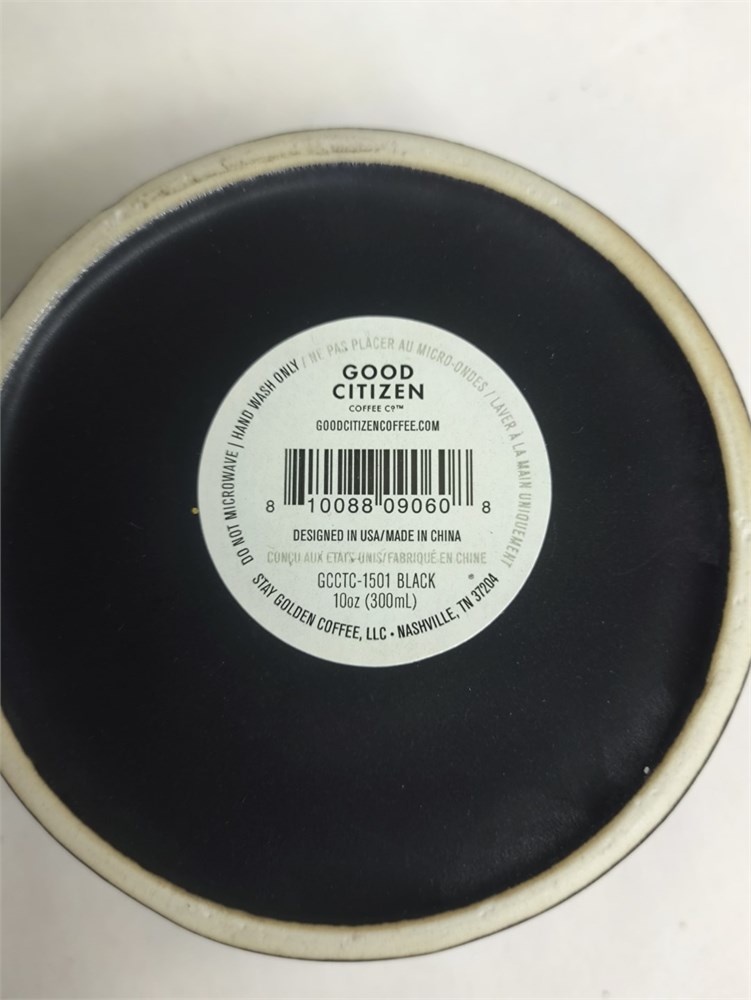 DO NOT MICROWAVE | HAND WASH ONLY / NE PAS PLACER AU MICRO-ONDES / LAVER À LA MAIN UNIQUEMENT
GOOD
CITIZEN
COFFEE Cº™
GOODCITIZENCOFFEE.COM
8 10088 09060 8
DESIGNED IN USA/MADE IN CHINA
CONÇU AUX ÉTATS-UNIS/FABRIQUÉ EN CHINE
GCCTC-1501 BLACK
10oz (300mL)
STAY GOLDEN COFFEE, LLC • NASHVILLE, TN 37204